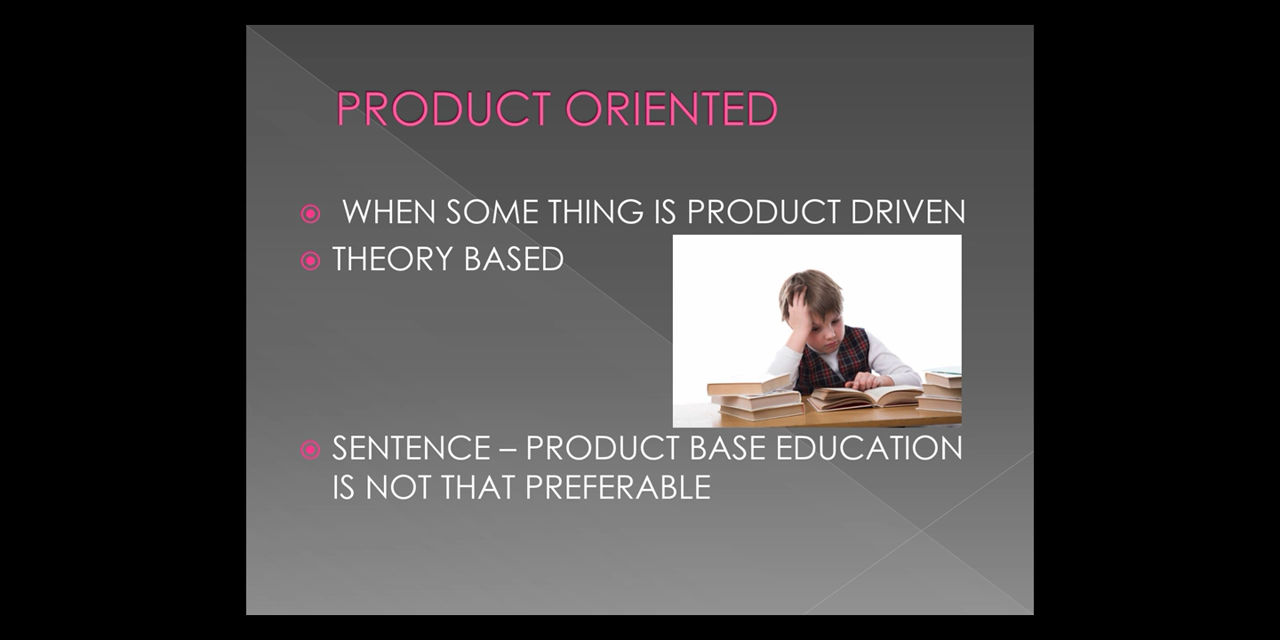 PRODUCT ORIENTED
WHEN SOME THING IS PRODUCT DRIVEN
THEORY BASED
SENTENCE – PRODUCT BASE EDUCATION
IS NOT THAT PREFERABLE